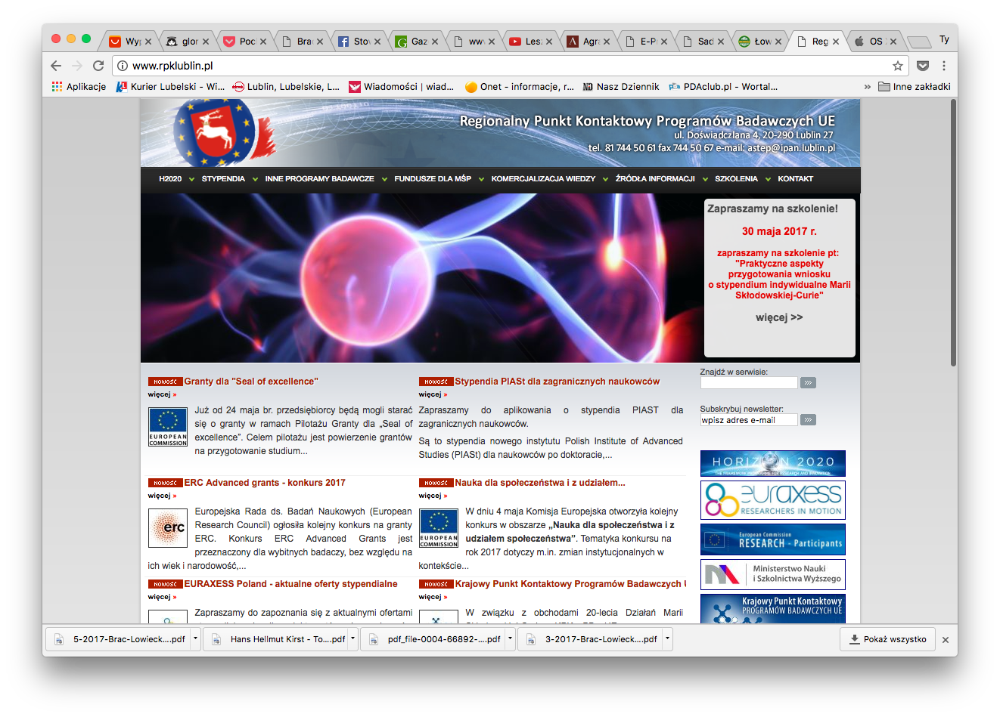 Wyp
glor
Poc
Brac
Stov
Gaz
www
Lesz
Agra
E-Pr
Sad
Łow
Reg
OS
Ty
www.rpklublin.pl
Aplikacje
Kurier Lubelski - Wi...
Lublin, Lubelskie, L...
Wiadomości | wiad...
Onet - informacje, r...
Nasz Dziennik
PDAclub.pl - Wortal...
»
Inne zakładki
Regionalny Punkt Kontaktowy Programów Badawczych UE
ul. Doświadczlana 4, 20-290 Lublin 27
tel. 81 744 50 61 fax 744 50 67 e-mail: astep@ipan.lublin.pl
H2020 STYPENDIA INNE PROGRAMY BADAWCZE FUNDUSZE DLA MŚP KOMERCJALIZACJA WIEDZY ŹRÓDŁA INFORMACJI SZKOLENIA KONTAKT
Zapraszamy na szkolenie!
30 maja 2017 r.
zapraszamy na szkolenie pt:
"Praktyczne aspekty
przygotowania wniosku
o stypendium indywidualne Marii
Skłodowskiej-Curie"
więcej >>
NOWOŚĆ Granty dla "Seal of excellence"
więcej »
EUROPEAN
COMMISSION
Już od 24 maja br. przedsiębiorcy będą mogli starać
się o granty w ramach Pilotażu Granty dla „Seal of
excellence”. Celem pilotażu jest powierzenie grantów
na przygotowanie studium...
NOWOŚĆ Stypendia PIASt dla zagranicznych naukowców
więcej »
Zapraszamy do aplikowania o stypendia PIAST dla
zagranicznych naukowców.
Są to stypendia nowego instytutu Polish Institute of Advanced
Studies (PIASt) dla naukowców po doktoracie,...
NOWOŚĆ ERC Advanced grants - konkurs 2017
więcej »
erc
Europejska Rada ds. Badań Naukowych (European
Research Council) ogłosiła kolejny konkurs na granty
ERC. Konkurs ERC Advanced Grants jest
przeznaczony dla wybitnych badaczy, bez względu na
ich wiek i narodowość,...
NOWOŚĆ Nauka dla społeczeństwa i z udziałem...
więcej »
EUROPEAN
COMMISSION
W dniu 4 maja Komisja Europejska otworzyła kolejny
konkurs w obszarze „Nauka dla społeczeństwa i z
udziałem społeczeństwa”. Tematyka konkursu na
rok 2017 dotyczy m.in. zmian instytucjonalnych w
kontekście...
NOWOŚĆ EURAXESS Poland - aktualne oferty stypendialne
więcej »
Zapraszamy do zapoznania się z aktualnymi ofertami
NOWOŚĆ Krajowy Punkt Kontaktowy Programów Badawczych U
więcej »
W związku z obchodami 20-lecia Działań Marii
Znajdź w serwisie:
Subskrybuj newsletter:
wpisz adres e-mail
HORIZON 2020
THE FRAMEWORK PROGRAMME FOR RESEARCH AND INNOVATION
euraxess
RESEARCHERS IN MOTION
European Commission
RESEARCH - Participants
Ministerstwo Nauki
i Szkolnictwa Wyższego
Krajowy Punkt Kontaktowy
PROGRAMÓW BADAWCZYCH UE
5-2017-Brac-Lowieck....pdf
Hans Hellmut Kirst - To....pdf
pdf_file-0004-66892-....pdf
3-2017-Brac-Lowieck....pdf
Pokaż wszystko